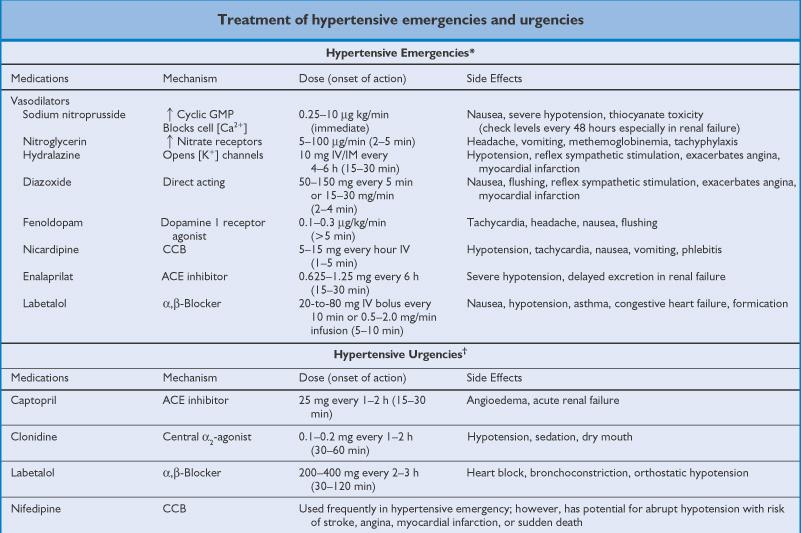 Treatment of hypertensive emergencies and urgencies
Hypertensive Emergencies*
Medications Mechanism Dose (onset of action) Side Effects
Vasodilators
Sodium nitroprusside ↑ Cyclic GMP 0.25–10 μg kg/min Nausea, severe hypotension, thiocyanate toxicity
Blocks cell [Ca²⁺] (immediate) (check levels every 48 hours especially in renal failure)
Nitroglycerin ↑ Nitrate receptors 5–100 μg/min (2–5 min) Headache, vomiting, methemoglobinemia, tachyphylaxis
Hydralazine Opens [K⁺] channels 10 mg IV/IM every Hypotension, reflex sympathetic stimulation, exacerbates angina,
4–6 h (15–30 min) myocardial infarction
Diazoxide Direct acting 50–150 mg every 5 min Nausea, flushing, reflex sympathetic stimulation, exacerbates angina,
or 15–30 mg/min myocardial infarction
(2–4 min)
Fenoldopam Dopamine 1 receptor 0.1–0.3 μg/kg/min Tachycardia, headache, nausea, flushing
agonist (>5 min)
Nicardipine CCB 5–15 mg every hour IV Hypotension, tachycardia, nausea, vomiting, phlebitis
(1–5 min)
Enalaprilat ACE inhibitor 0.625–1.25 mg every 6 h Severe hypotension, delayed excretion in renal failure
(15–30 min)
Labetalol α,β-Blocker 20-to-80 mg IV bolus every Nausea, hypotension, asthma, congestive heart failure, formication
10 min or 0.5–2.0 mg/min
infusion (5–10 min)
Hypertensive Urgencies†
Medications Mechanism Dose (onset of action) Side Effects
Captopril ACE inhibitor 25 mg every 1–2 h (15–30 Angioedema, acute renal failure
min)
Clonidine Central α₂-agonist 0.1–0.2 mg every 1–2 h Hypotension, sedation, dry mouth
(30–60 min)
Labetalol α,β-Blocker 200–400 mg every 2–3 h Heart block, bronchoconstriction, orthostatic hypotension
(30–120 min)
Nifedipine CCB Used frequently in hypertensive emergency; however, has potential for abrupt hypotension with risk
of stroke, angina, myocardial infarction, or sudden death